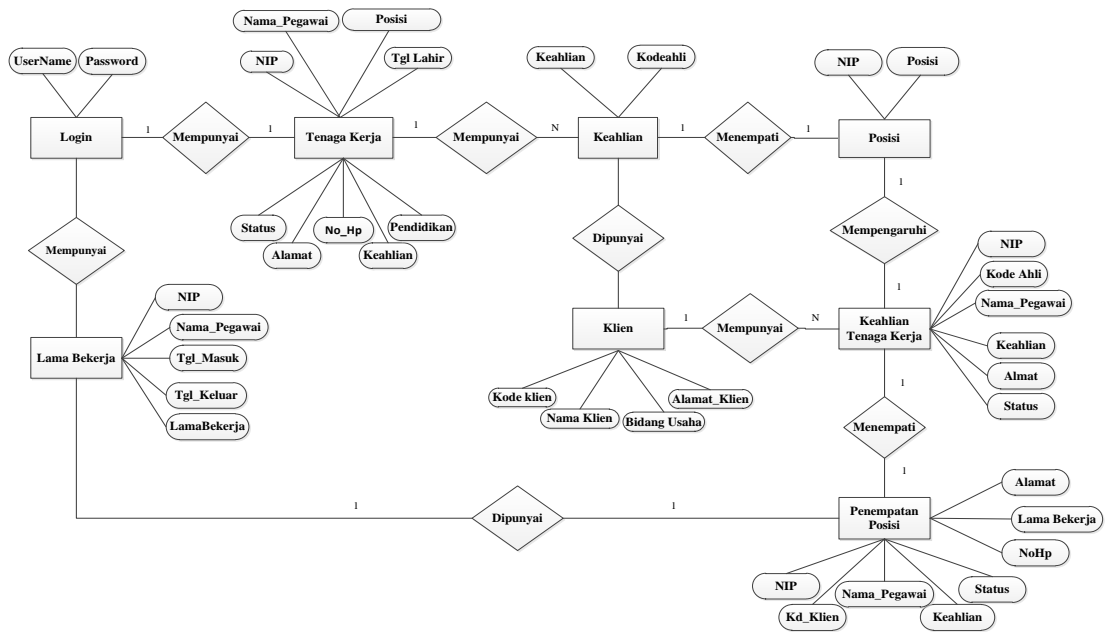 Nama_Pegawai
Posisi
UserName
Password
NIP
Tgl Lahir
Keahlian
Kodeahli
NIP
Posisi
Login
1
Mempunyai
1
Tenaga Kerja
1
Mempunyai
N
Keahlian
1
Menempati
1
Posisi
1
Status
Alamat
No_Hp
Keahlian
Pendidikan
Mempunyai
Dipunyai
Mempengaruhi
1
NIP
Kode Ahli
Nama_Pegawai
Keahlian
Almat
Status
NIP
Nama_Pegawai
Tgl_Masuk
Tgl_Keluar
LamaBekerja
Lama Bekerja
Klien
1
Mempunyai
N
Keahlian
Tenaga Kerja
1
Kode klien
Nama Klien
Bidang Usaha
Alamat_Klien
Menempati
1
1
Dipunyai
1
Penempatan
Posisi
Alamat
Lama Bekerja
NoHp
NIP
Kd_Klien
Nama_Pegawai
Keahlian
Status